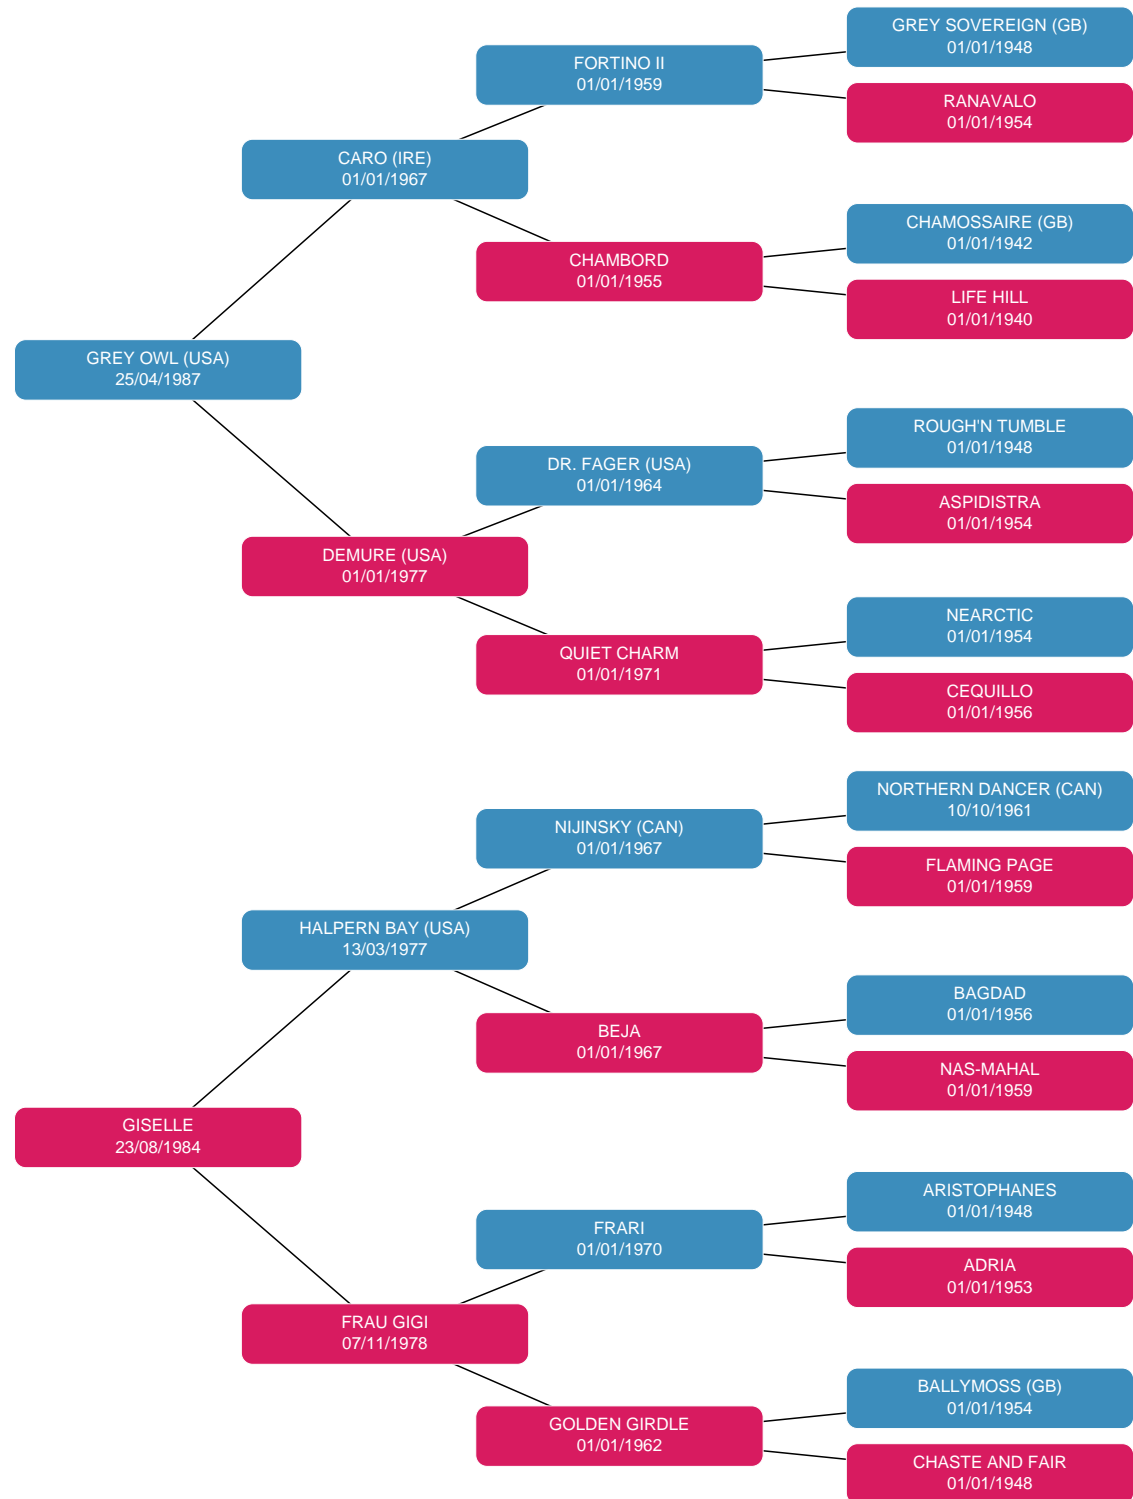 GREY SOVEREIGN (GB)
01/01/1948
FORTINO II
01/01/1959
RANAVALO
01/01/1954
CARO (IRE)
01/01/1967
CHAMOSSAIRE (GB)
01/01/1942
CHAMBORD
01/01/1955
LIFE HILL
01/01/1940
GREY OWL (USA)
25/04/1987
ROUGH'N TUMBLE
01/01/1948
DR. FAGER (USA)
01/01/1964
ASPIDISTRA
01/01/1954
DEMURE (USA)
01/01/1977
NEARCTIC
01/01/1954
QUIET CHARM
01/01/1971
CEQUILLO
01/01/1956
NORTHERN DANCER (CAN)
10/10/1961
NIJINSKY (CAN)
01/01/1967
FLAMING PAGE
01/01/1959
HALPERN BAY (USA)
13/03/1977
BAGDAD
01/01/1956
BEJA
01/01/1967
NAS-MAHAL
01/01/1959
GISELLE
23/08/1984
ARISTOPHANES
01/01/1948
FRARI
01/01/1970
ADRIA
01/01/1953
FRAU GIGI
07/11/1978
BALLYMOSS (GB)
01/01/1954
GOLDEN GIRDLE
01/01/1962
CHASTE AND FAIR
01/01/1948